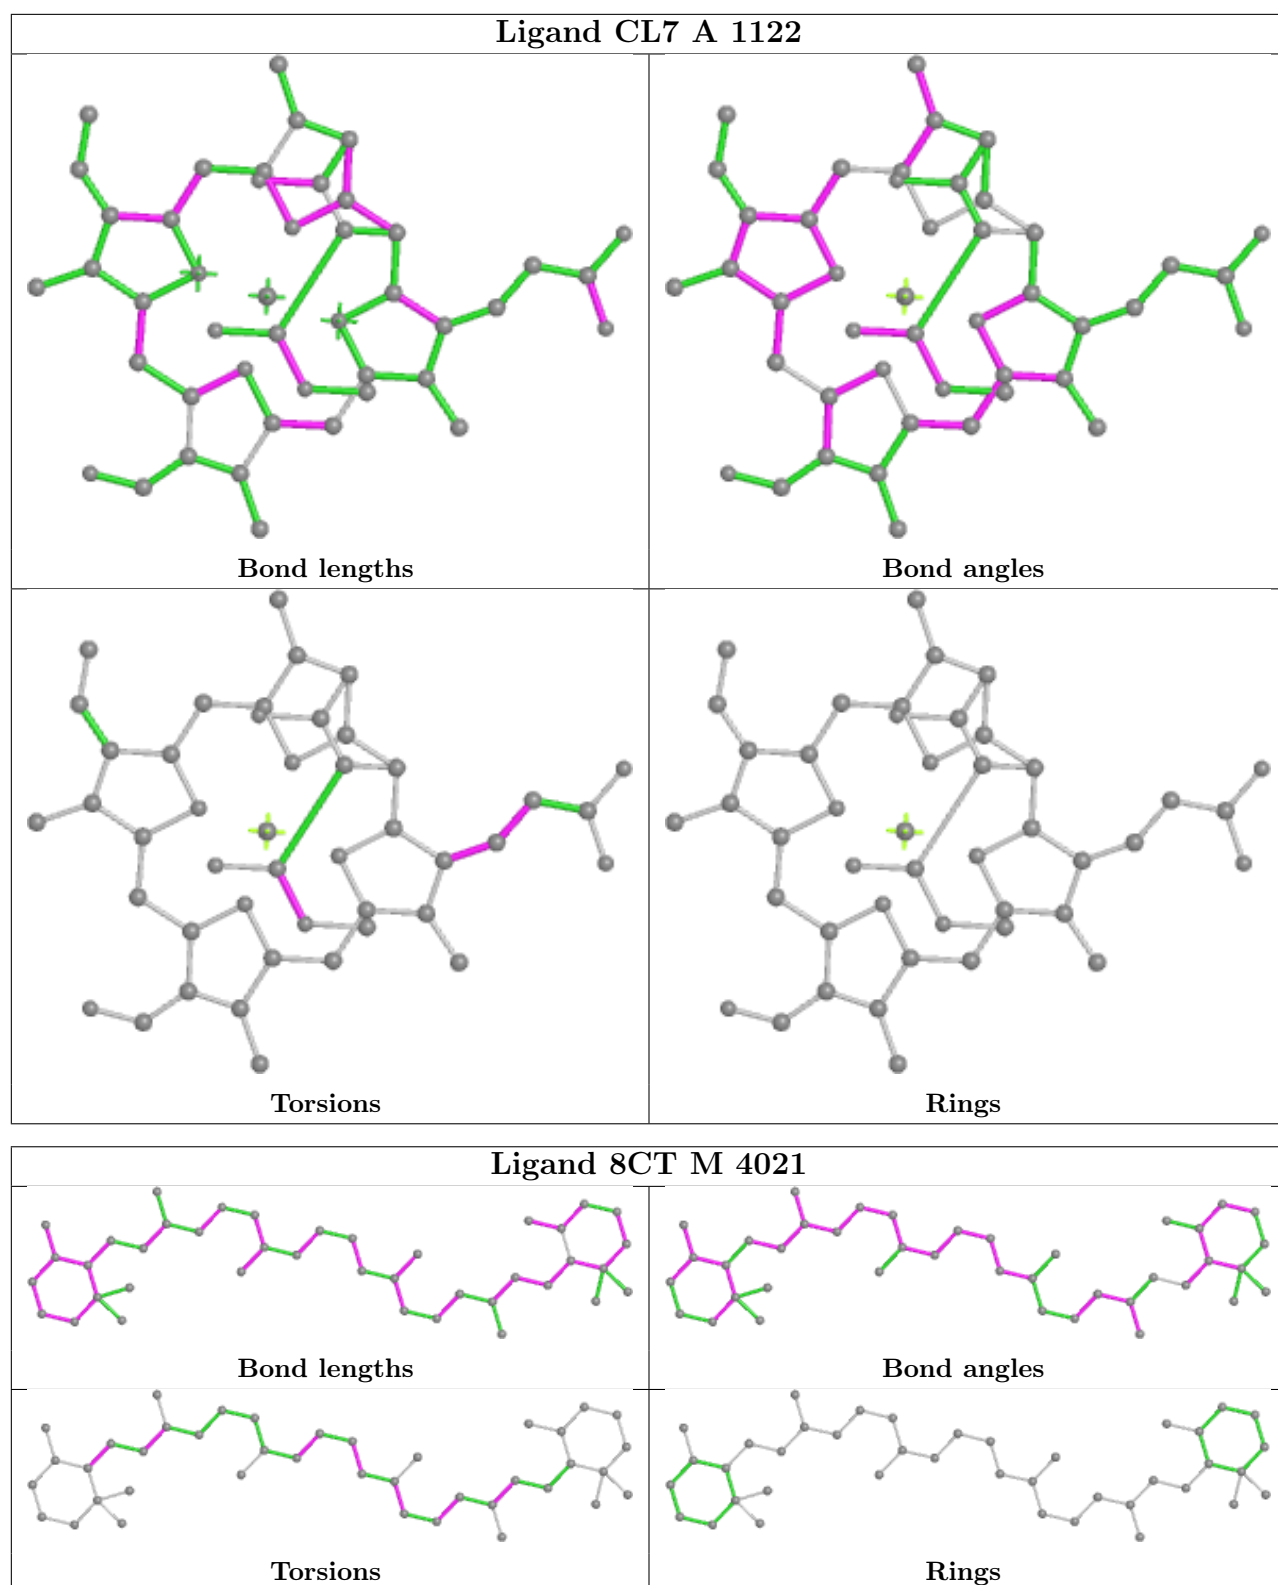 Ligand CL7 A 1122
Bond lengths
Bond angles
Torsions
Rings
Ligand 8CT M 4021
Bond lengths
Bond angles
Torsions
Rings